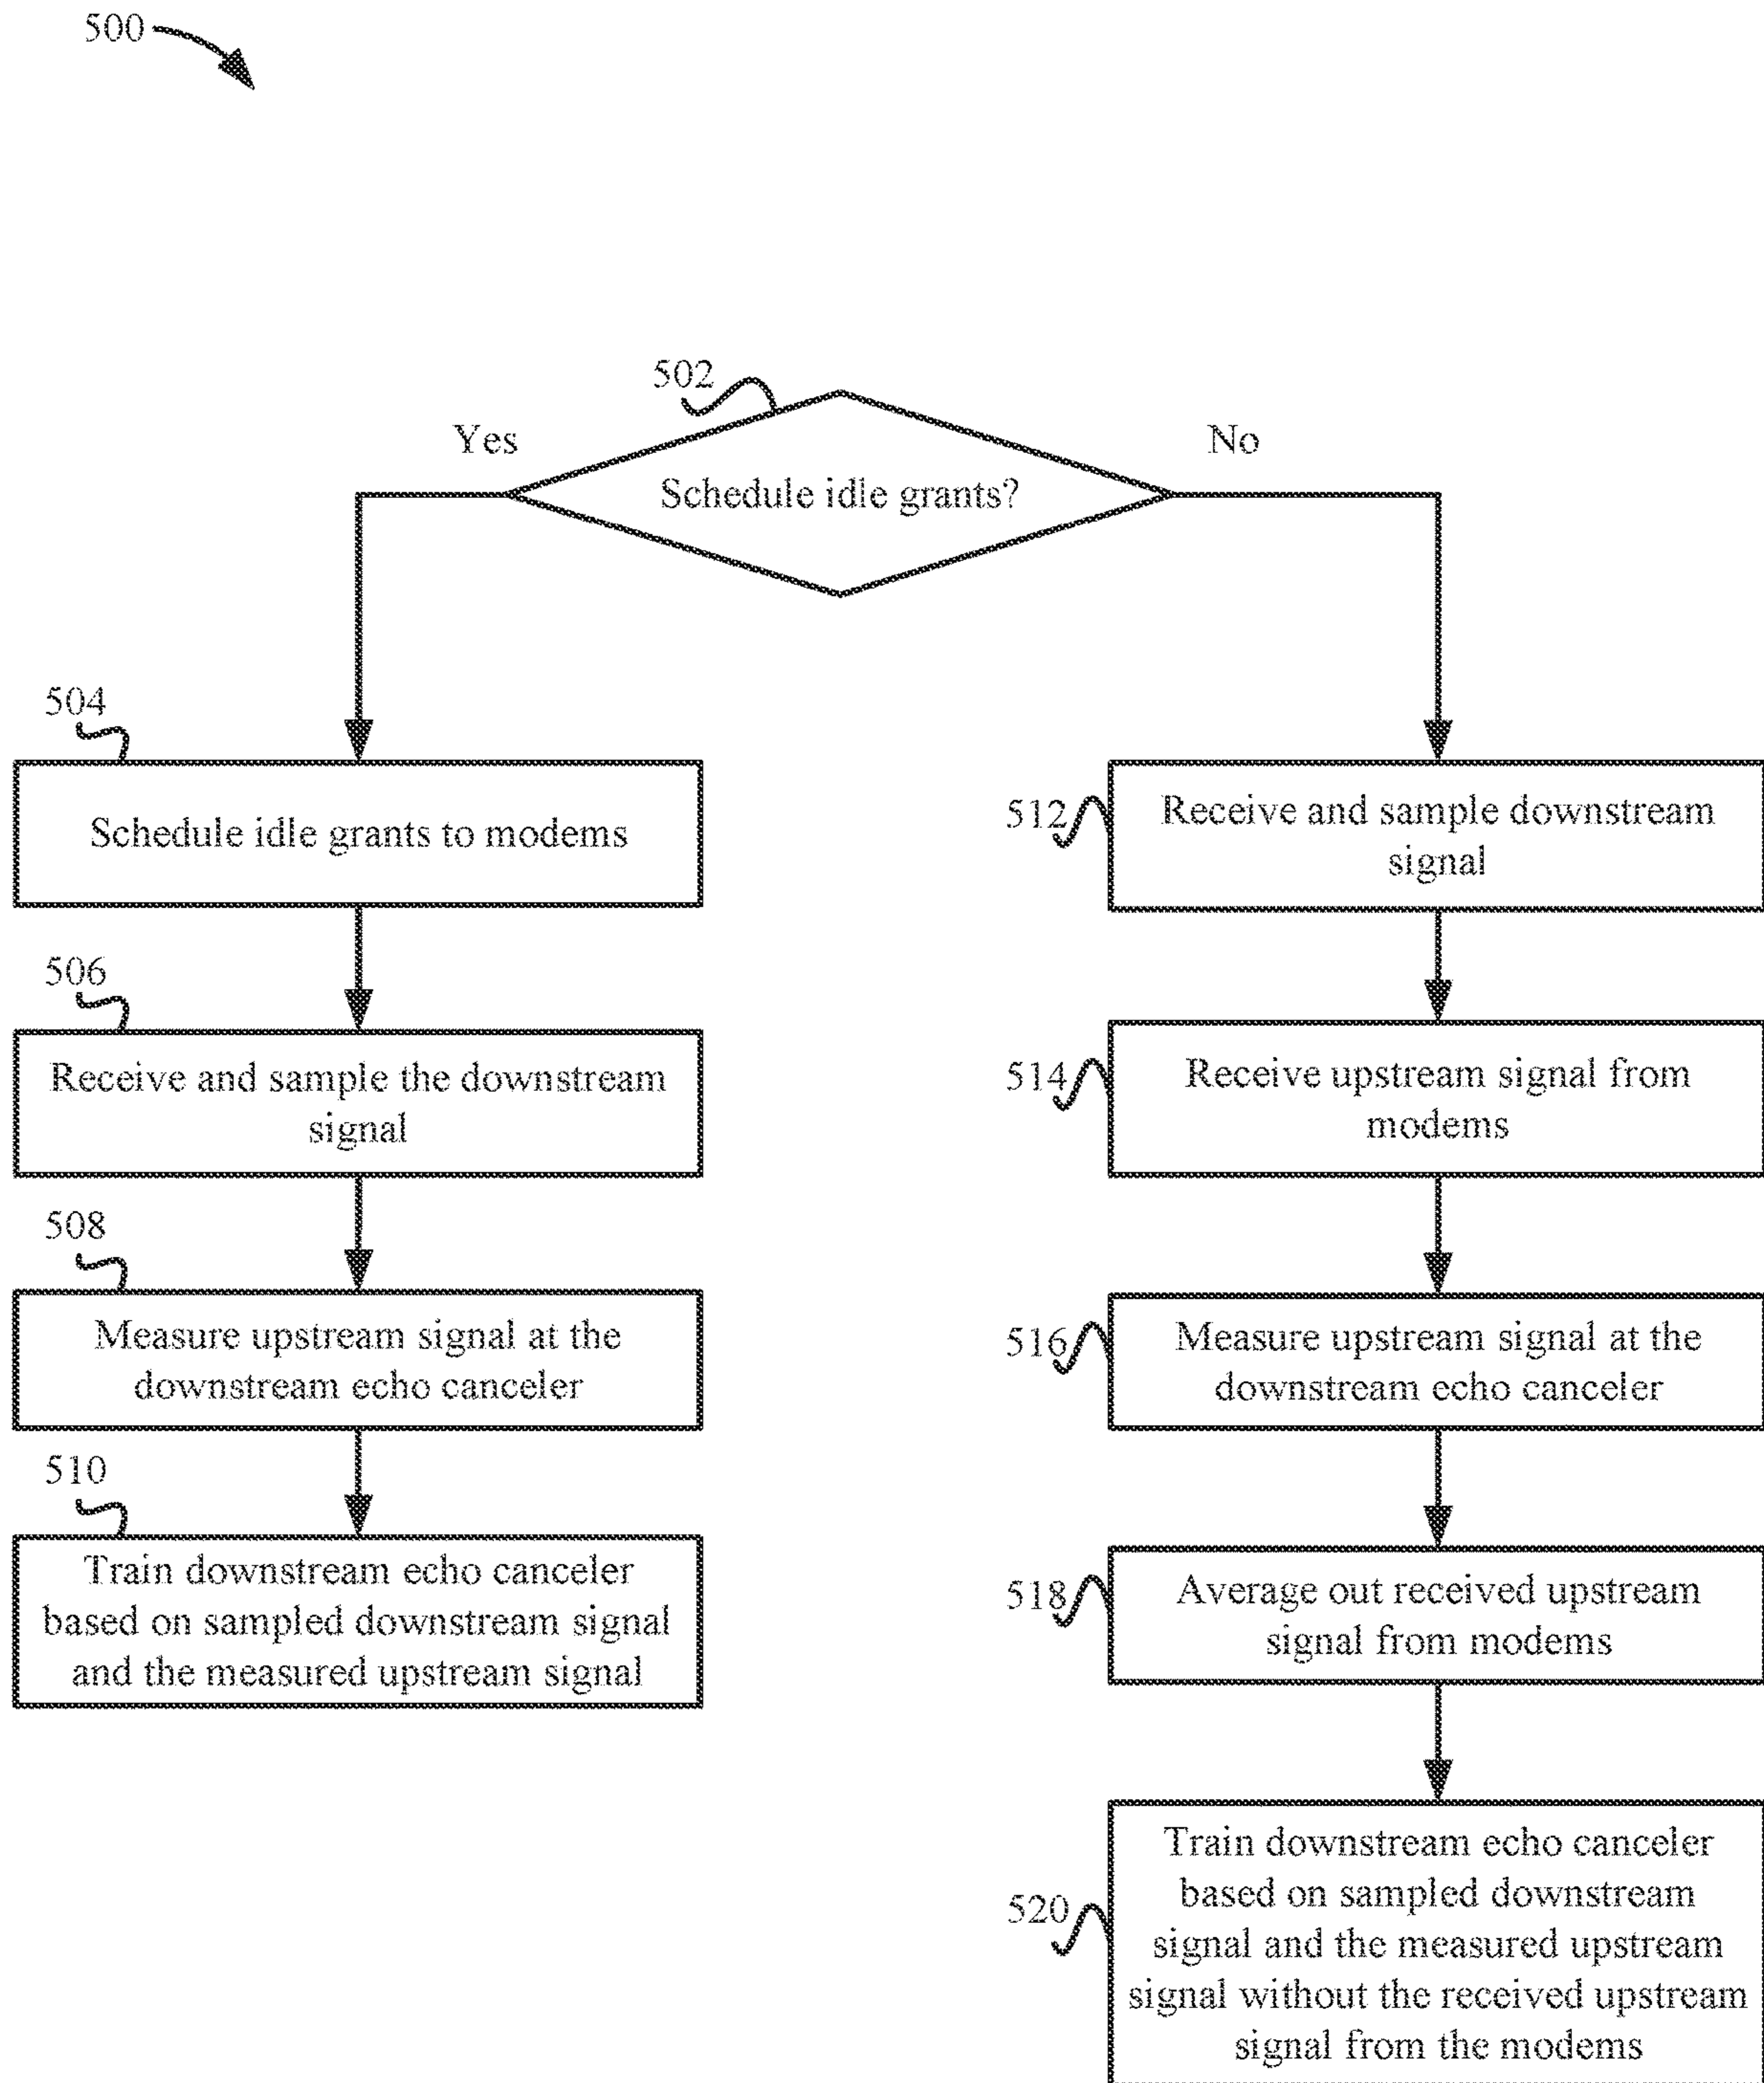 500
502
Yes
No
Schedule idle grants?
504
Schedule idle grants to modems
506
Receive and sample the downstream
signal
508
Measure upstream signal at the
downstream echo canceler
510
Train downstream echo canceler
based on sampled downstream signal
and the measured upstream signal
512
Receive and sample downstream
signal
514
Receive upstream signal from
modems
516
Measure upstream signal at the
downstream echo canceler
518
Average out received upstream
signal from modems
520
Train downstream echo canceler
based on sampled downstream
signal and the measured upstream
signal without the received upstream
signal from the modems